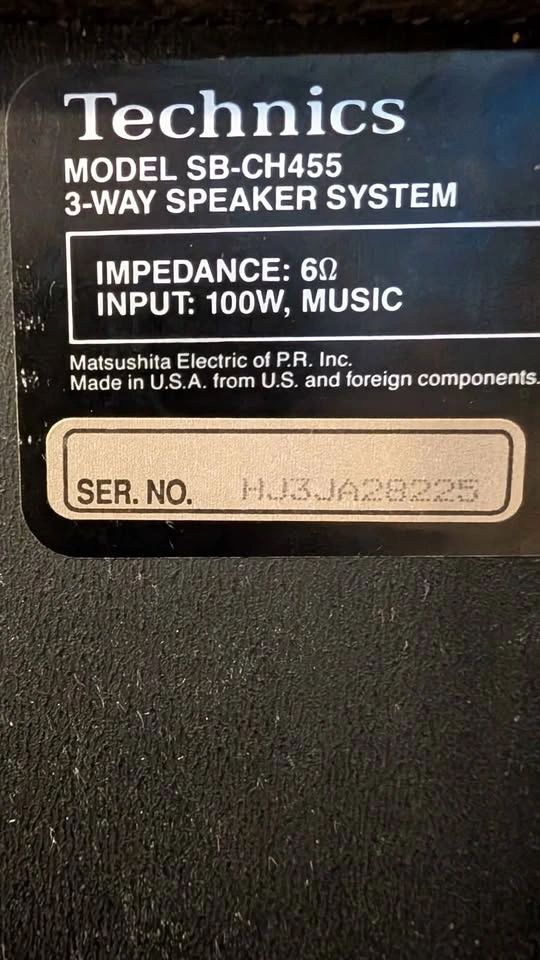 Technics
MODEL SB-CH455
3-WAY SPEAKER SYSTEM
IMPEDANCE: 6Ω
INPUT: 100W, MUSIC
Matsushita Electric of P.R. Inc.
Made in U.S.A. from U.S. and foreign components.
SER. NO. HJ3JA28225